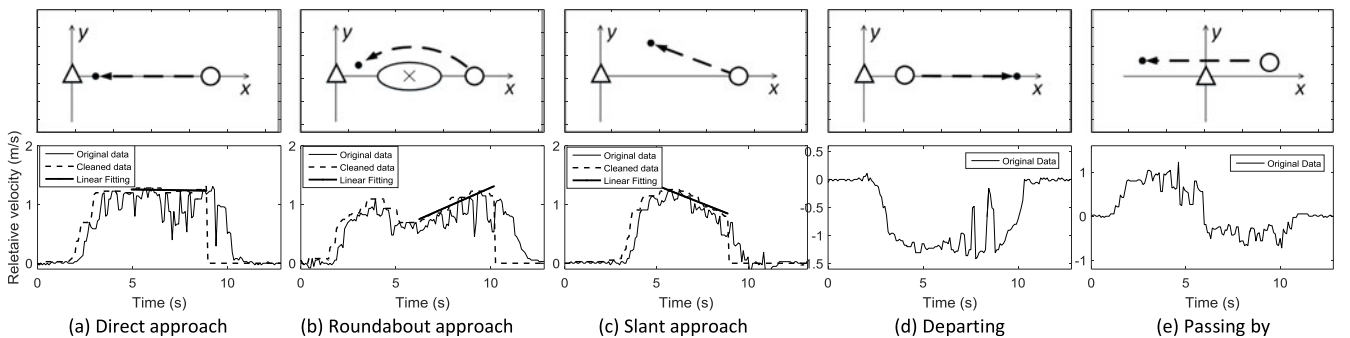 y
x
y
x
y
x
y
x
y
x
Reletaive velocity (m/s)
2
1
0
Original data
Cleaned data
Linear Fitting
0 5 10
Time (s)
(a) Direct approach
2
1
0
Original data
Cleaned data
Linear Fitting
0 5 10
Time (s)
(b) Roundabout approach
2
1
0
Original data
Cleaned data
Linear Fitting
0 5 10
Time (s)
(c) Slant approach
0.5
0
-0.5
-1
-1.5
Original Data
0 5 10
Time (s)
(d) Departing
1
0
-1
Original Data
0 5 10
Time (s)
(e) Passing by